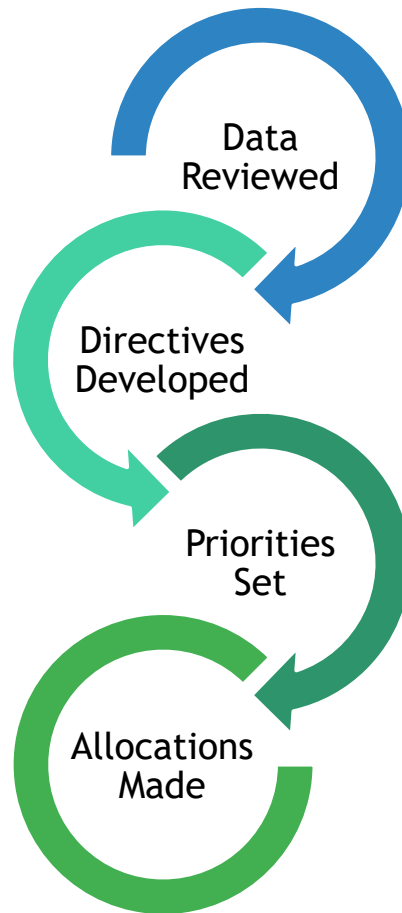 Data
Reviewed
Directives
Developed
Priorities
Set
Allocations
Made